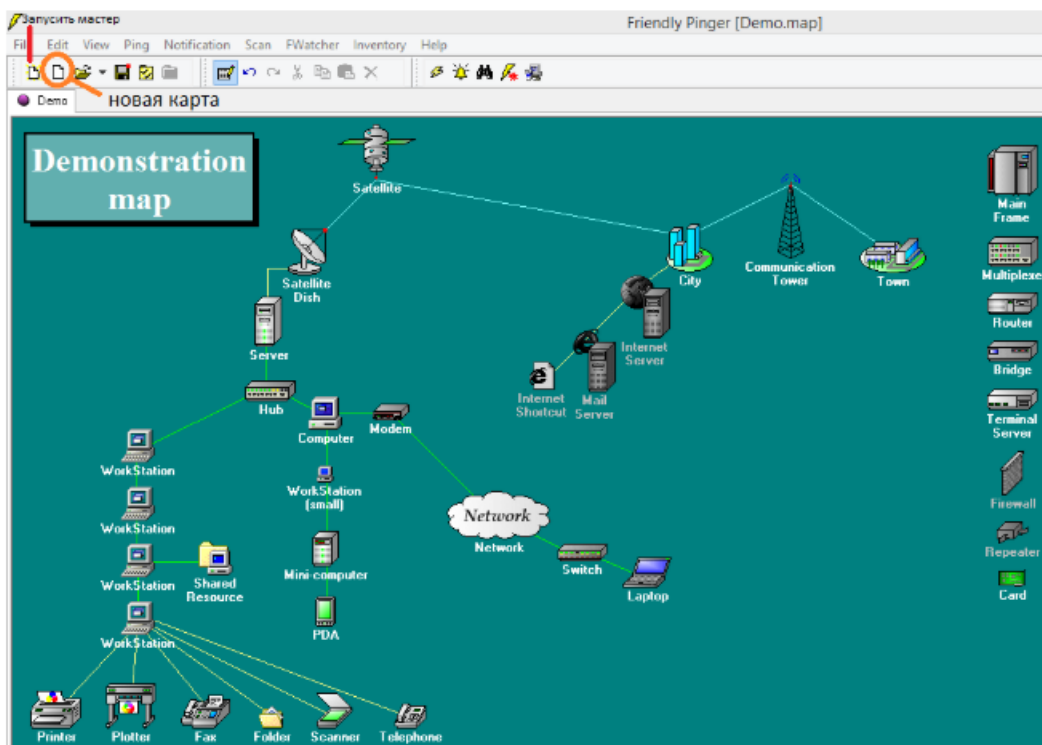 Запусить мастер
Friendly Pinger [Demo.map]
File Edit View Ping Notification Scan FWatcher Inventory Help
Demo
новая карта
Demonstration
map
Satellite
Satellite
Dish
City
Communication
Tower
Town
Main
Frame
Multiplexe
Router
Bridge
Terminal
Server
Firewall
Repeater
Card
Server
Internet
Server
Internet
Shortcut
Mail
Server
Hub
Computer
Modem
WorkStation
WorkStation
(small)
WorkStation
Network
Network
Mini-computer
Switch
Laptop
WorkStation
Shared
Resource
PDA
WorkStation
Printer
Plotter
Fax
Folder
Scanner
Telephone